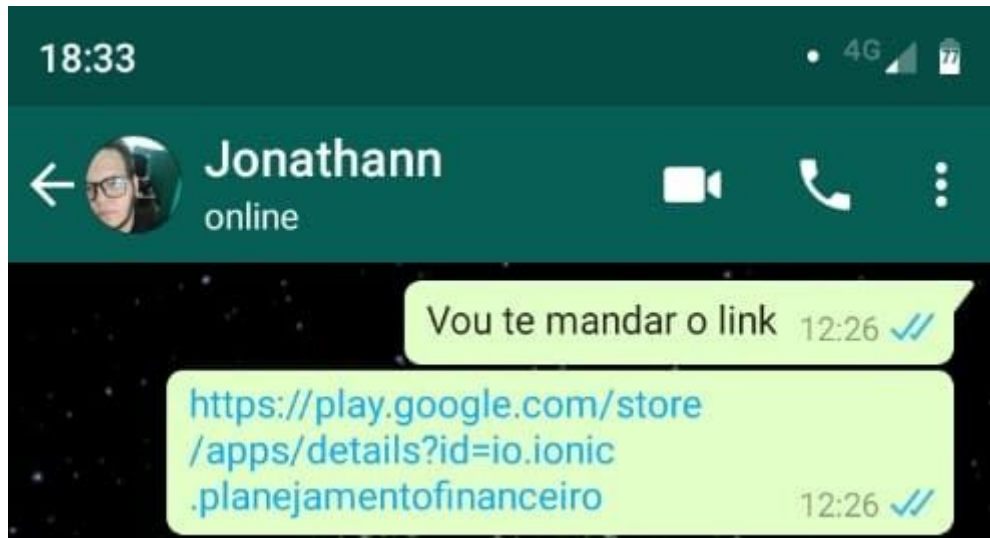 18:33
4G
77
Jonathann
online
Vou te mandar o link 12:26
https://play.google.com/store
/apps/details?id=io.ionic
.planejamentofinanceiro
12:26